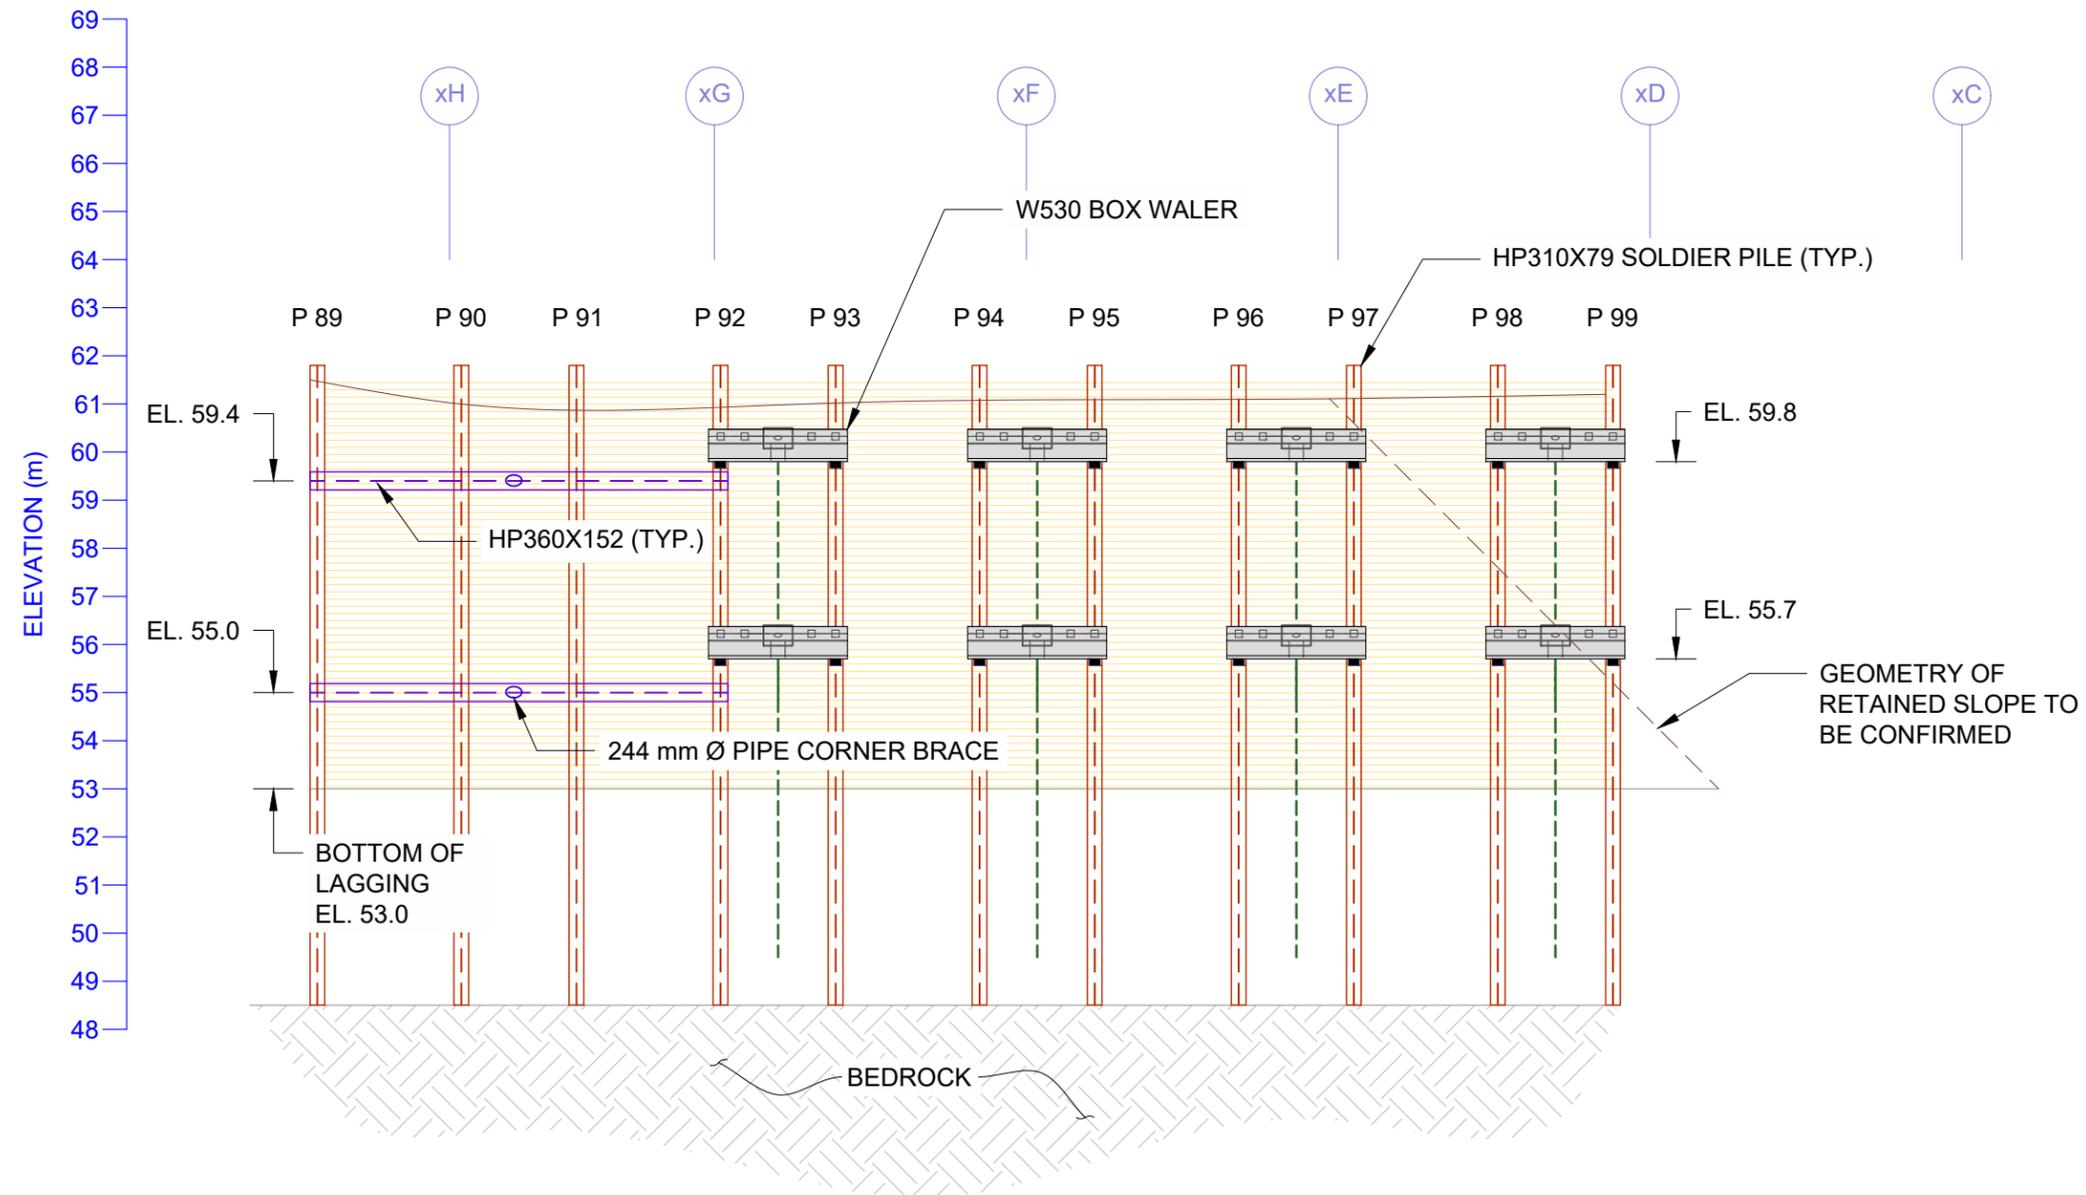 69
68
67
66
65
64
63
62
61
60
59
58
57
56
55
54
53
52
51
50
49
48
ELEVATION (m)
xH
xG
xF
xE
xD
xC
W530 BOX WALER
HP310X79 SOLDIER PILE (TYP.)
P 89
P 90
P 91
P 92
P 93
P 94
P 95
P 96
P 97
P 98
P 99
EL. 59.4
EL. 59.8
HP360X152 (TYP.)
EL. 55.0
EL. 55.7
GEOMETRY OF
RETAINED SLOPE TO
BE CONFIRMED
244 mm Ø PIPE CORNER BRACE
BOTTOM OF
LAGGING
EL. 53.0
BEDROCK